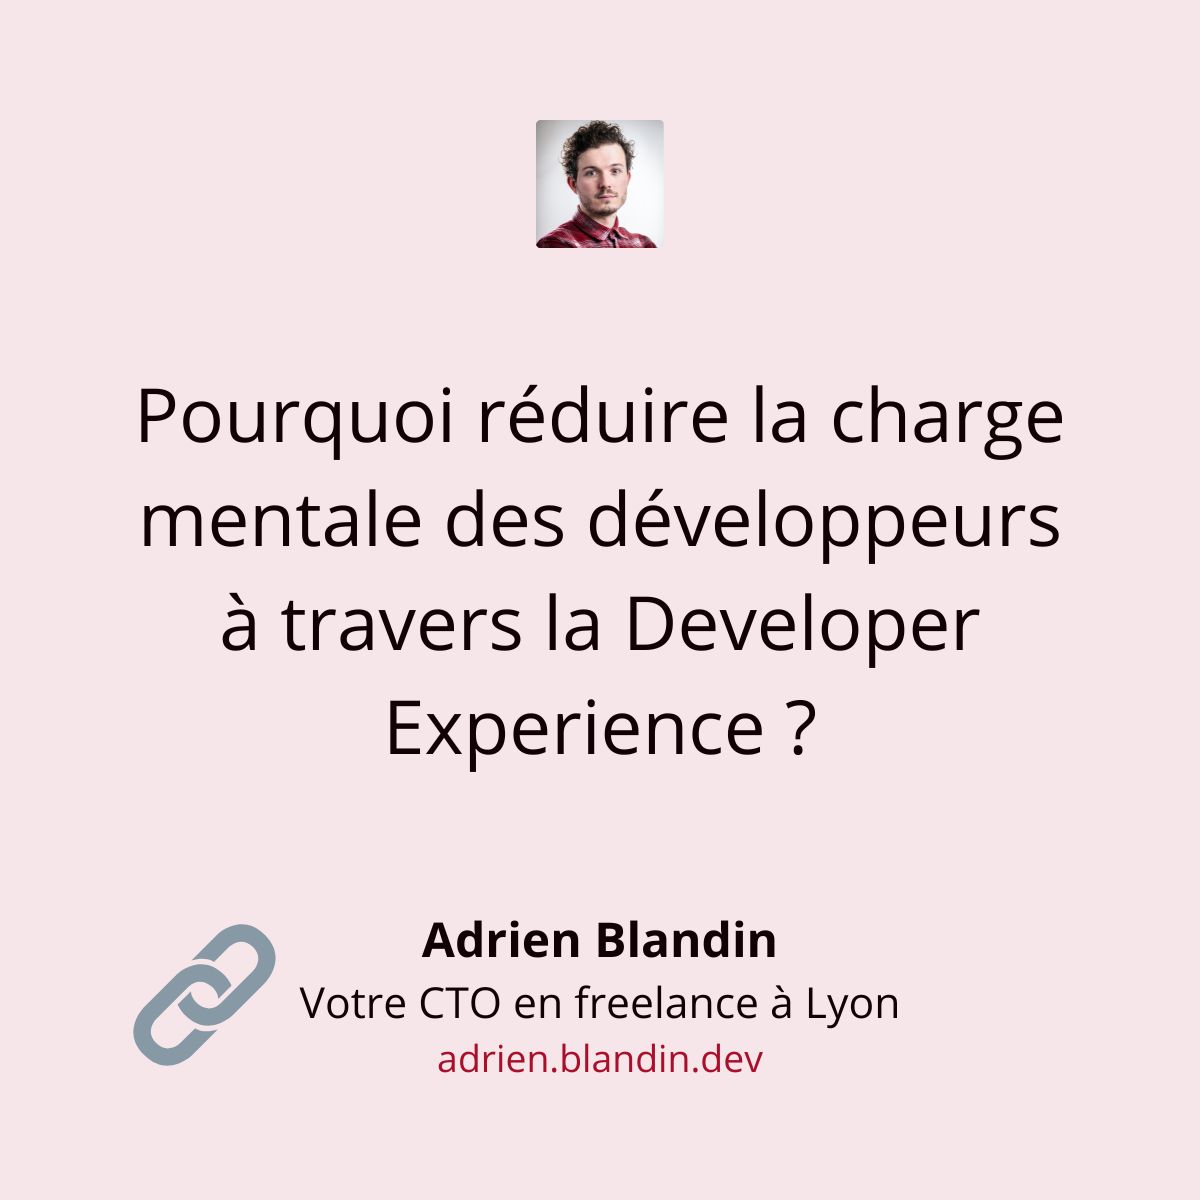 Pourquoi réduire la charge
mentale des développeurs
à travers la Developer
Experience ?
Adrien Blandin
Votre CTO en freelance à Lyon
adrien.blandin.dev